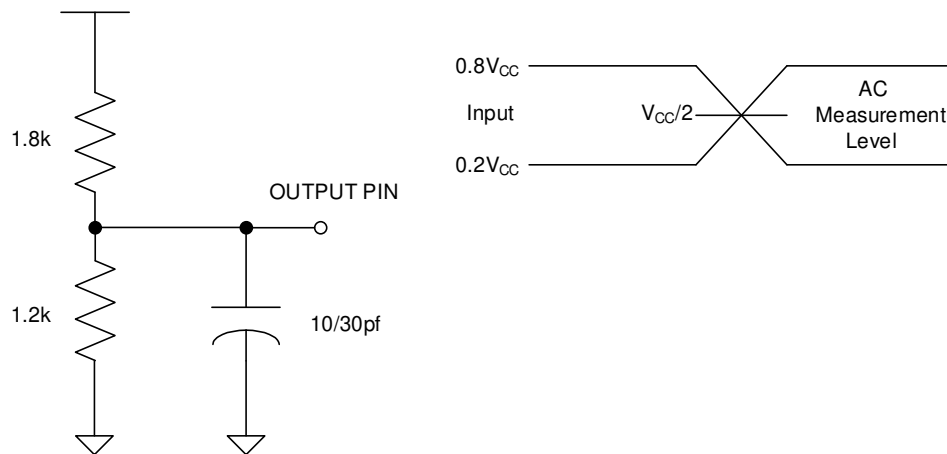 1.8k
1.2k
OUTPUT PIN
10/30pf
0.8VCC
Input
0.2VCC
VCC/2
AC
Measurement
Level